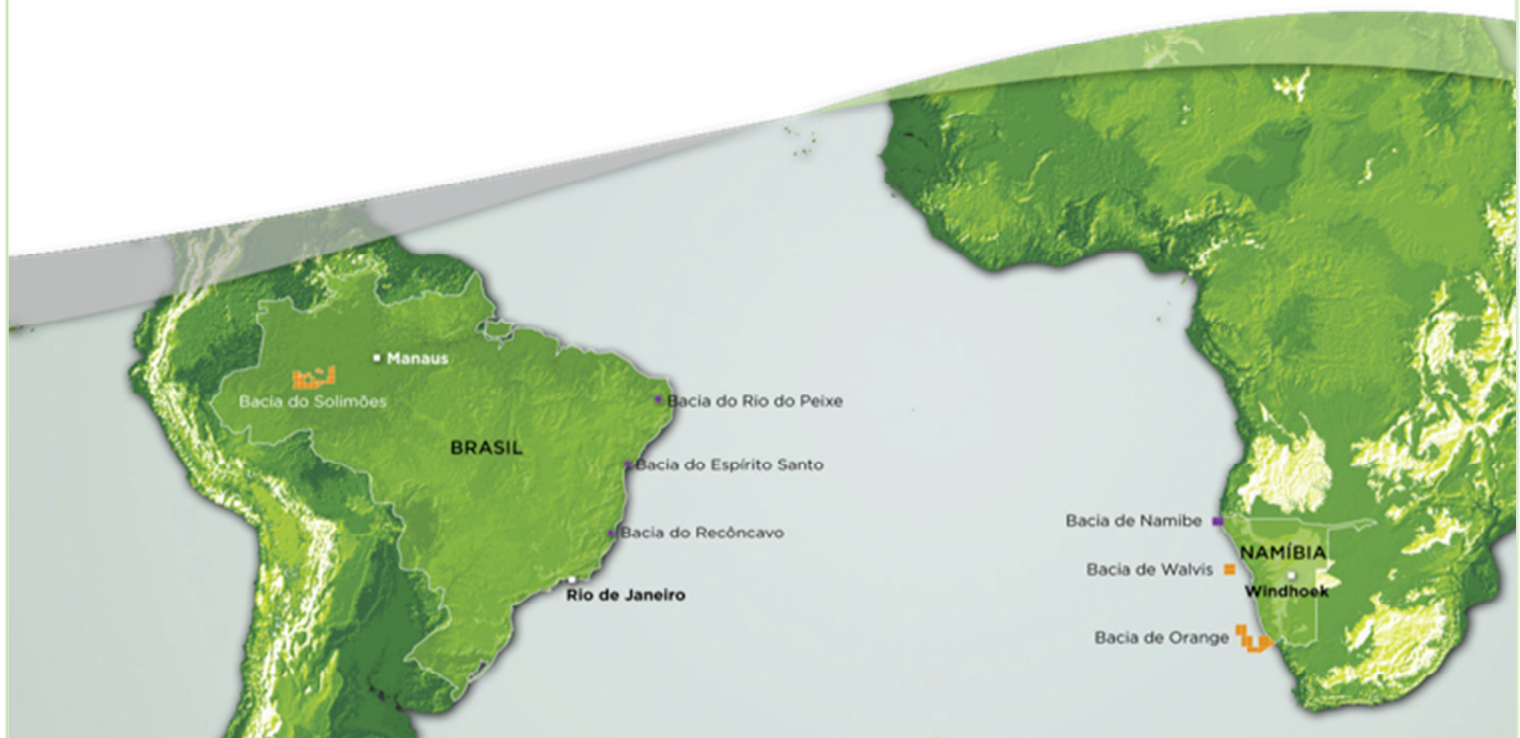 Manaus
Bacia do Solimões
Bacia do Rio do Peixe
BRASIL
Bacia do Espírito Santo
Bacia do Recôncavo
Rio de Janeiro
Bacia de Namibe
NAMÍBIA
Bacia de Walvis
Windhoek
Bacia de Orange